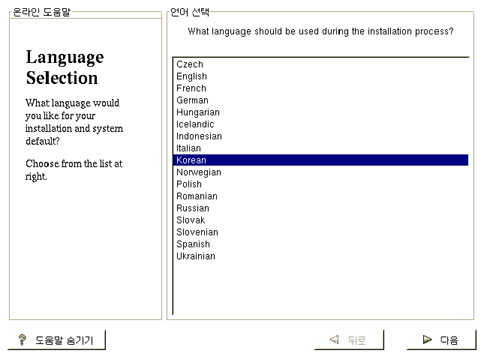 온라인 도움말
Language
Selection
What language would
you like for your
installation and system
default?
Choose from the list at
right.
언어 선택
What language should be used during the installation process?
Czech
English
French
German
Hungarian
Icelandic
Indonesian
Italian
Korean
Norwegian
Polish
Romanian
Russian
Slovak
Slovenian
Spanish
Ukrainian
도움말 숨기기
뒤로
다음